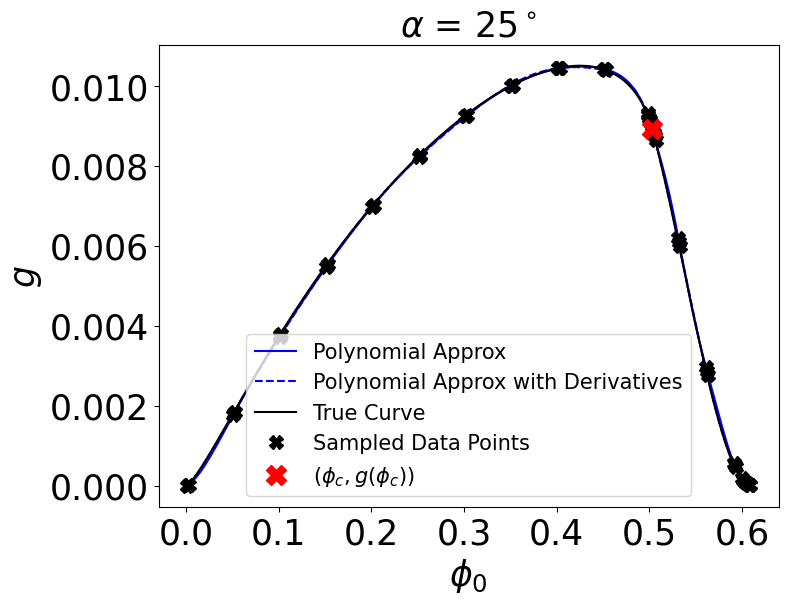 α = 25°
g
0.010
0.008
0.006
0.004
0.002
0.000
Polynomial Approx
Polynomial Approx with Derivatives
True Curve
Sampled Data Points
(ϕ_c, g(ϕ_c))
0.0 0.1 0.2 0.3 0.4 0.5 0.6
ϕ₀